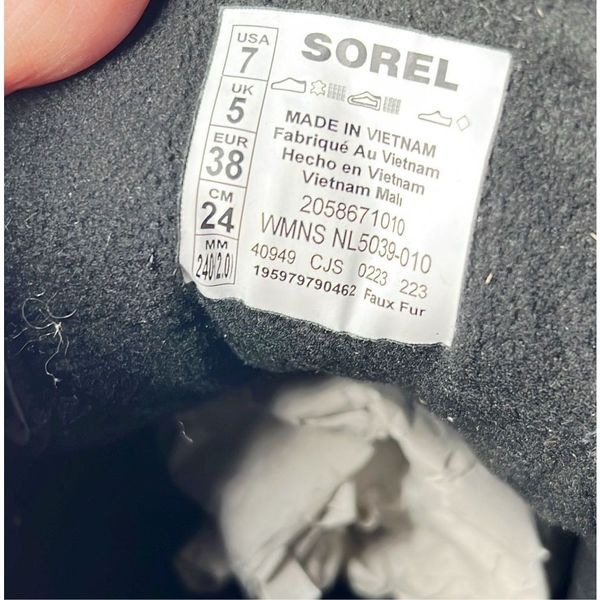 SOREL
USA
7
UK
5
EUR
38
CM
24
MM
240(2.0)
MADE IN VIETNAM
Fabriqué Au Vietnam
Hecho en Vietnam
Vietnam Malı
2058671010
WMNS NL5039-010
40949 CJS 0223 223
195979790462 Faux Fur